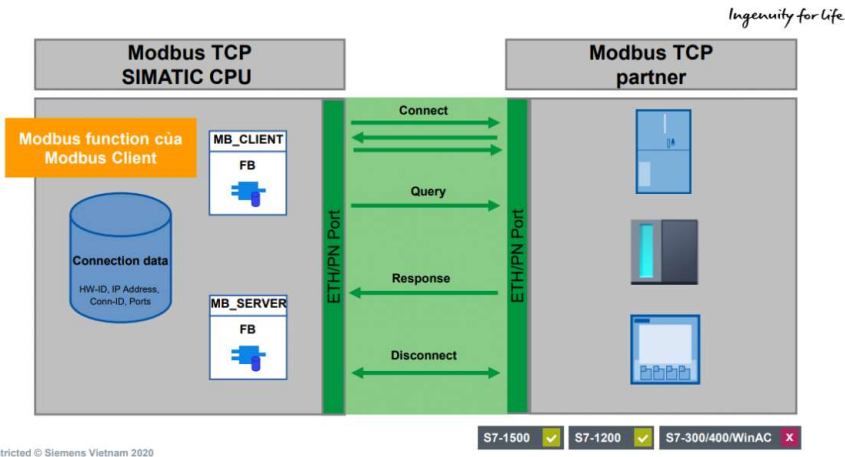 Ingenuity for life
Modbus TCP
SIMATIC CPU
Modbus TCP
partner
Modbus function của
Modbus Client
MB_CLIENT
FB
Connection data
HW-ID, IP Address,
Conn-ID, Ports
MB_SERVER
FB
ETH/PN Port
Connect
Query
Response
Disconnect
ETH/PN Port
S7-1500
S7-1200
S7-300/400/WinAC X
tricted © Siemens Vietnam 2020